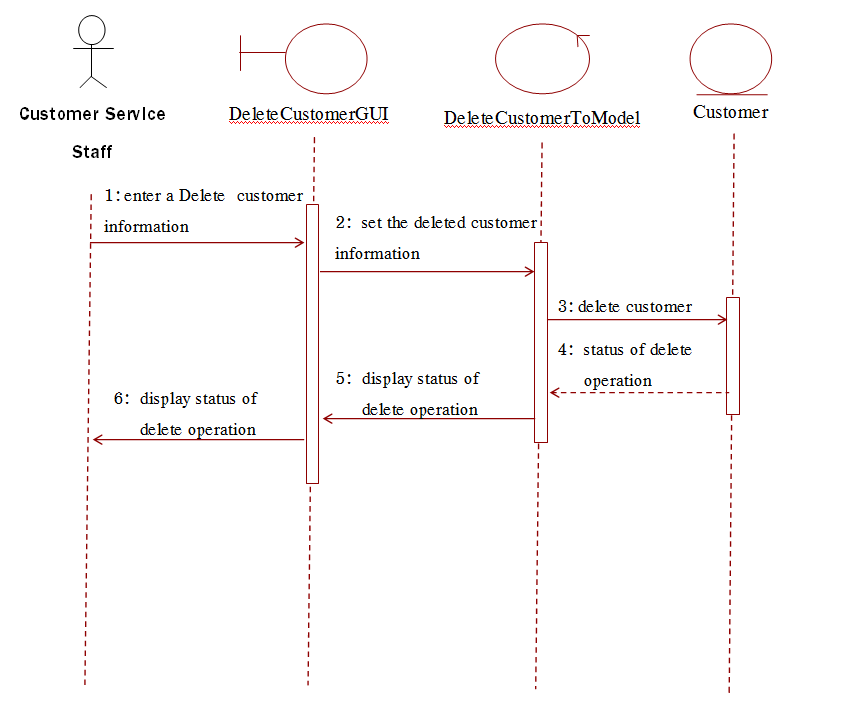 Customer Service
Staff
DeleteCustomerGUI
DeleteCustomerToModel
Customer
1: enter a Delete customer
information
2: set the deleted customer
information
3: delete customer
4: status of delete
operation
5: display status of
delete operation
6: display status of
delete operation